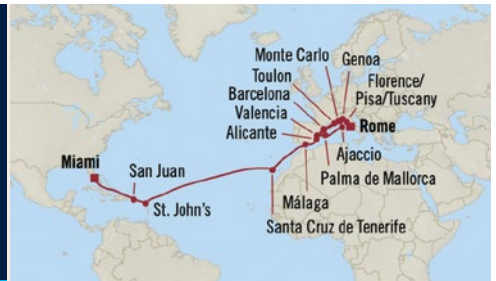 Monte Carlo
Genoa
Toulon
Florence/
Pisa/Tuscany
Barcelona
Valencia
Alicante
Rome
Ajaccio
Palma de Mallorca
Málaga
Santa Cruz de Tenerife
Miami
San Juan
St. John's